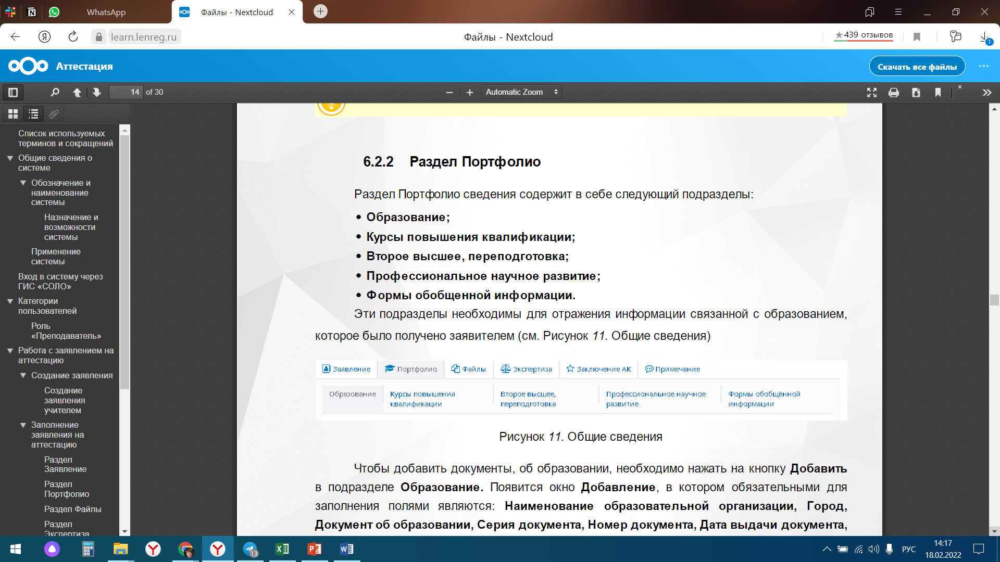 WhatsApp
Файлы - Nextcloud
learn.lenreg.ru
Файлы - Nextcloud
439 отзывов
1
Аттестация
Скачать все файлы
14 of 30
Automatic Zoom
Список используемых
терминов и сокращений
Общие сведения о
системе
Обозначение и
наименование
системы
Назначение и
возможности
системы
Применение
системы
Вход в систему через
ГИС «СОЛО»
Категории
пользователей
Роль
«Преподаватель»
Работа с заявлением на
аттестацию
Создание заявления
Создание
заявления
учителем
Заполнение
заявления на
аттестацию
Раздел
Заявление
Раздел
Портфолио
Раздел Файлы
Раздел
Экспертиза
6.2.2 Раздел Портфолио
Раздел Портфолио сведения содержит в себе следующий подразделы:
• Образование;
• Курсы повышения квалификации;
• Второе высшее, переподготовка;
• Профессиональное научное развитие;
• Формы обобщенной информации.
Эти подразделы необходимы для отражения информации связанной с образованием,
которое было получено заявителем (см. Рисунок 11. Общие сведения)
Заявление Портфолио Файлы Экспертиза Заключение АК Примечание
Образование Курсы повышения Второе высшее, Профессиональное научное Формы обобщённой
квалификации переподготовка развитие информации
Рисунок 11. Общие сведения
Чтобы добавить документы, об образовании, необходимо нажать на кнопку Добавить
в подразделе Образование. Появится окно Добавление, в котором обязательными для
заполнения полями являются: Наименование образовательной организации, Город,
Документ об образовании, Серия документа, Номер документа, Дата выдачи документа,
13
РУС
14:17
18.02.2022